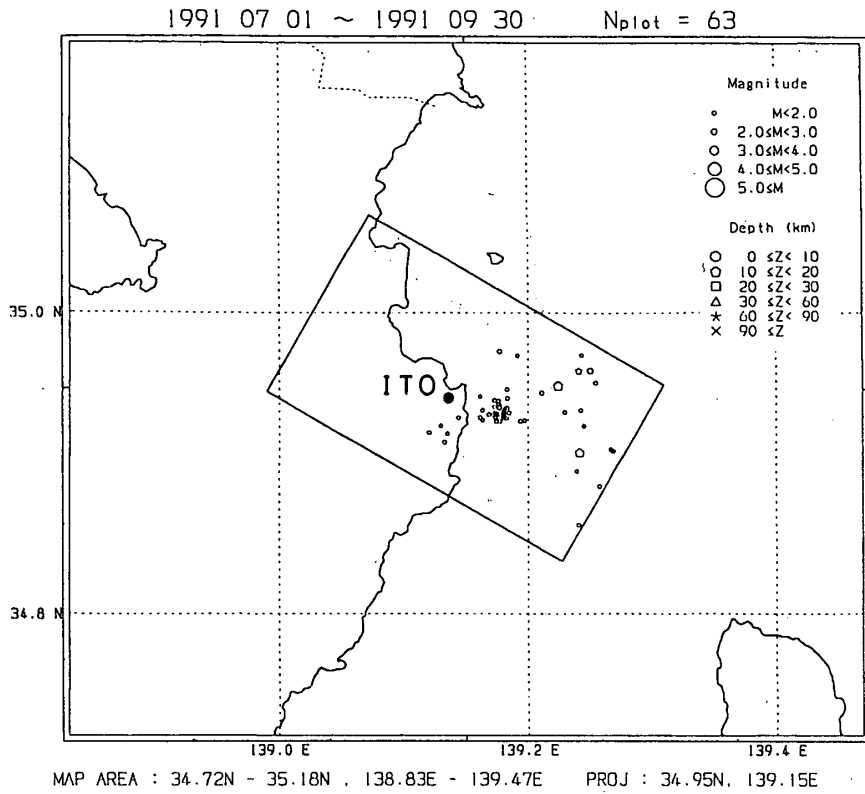 1991 07 01 ~ 1991 09 30 Nplot = 63
Magnitude
M<2.0
2.0≤M<3.0
3.0≤M<4.0
4.0≤M<5.0
5.0≤M
Depth (km)
0 ≤Z< 10
10 ≤Z< 20
20 ≤Z< 30
30 ≤Z< 60
60 ≤Z< 90
90 ≤Z
35.0 N
ITO
34.8 N
139.0 E 139.2 E 139.4 E
MAP AREA : 34.72N - 35.18N , 138.83E - 139.47E PROJ : 34.95N, 139.15E